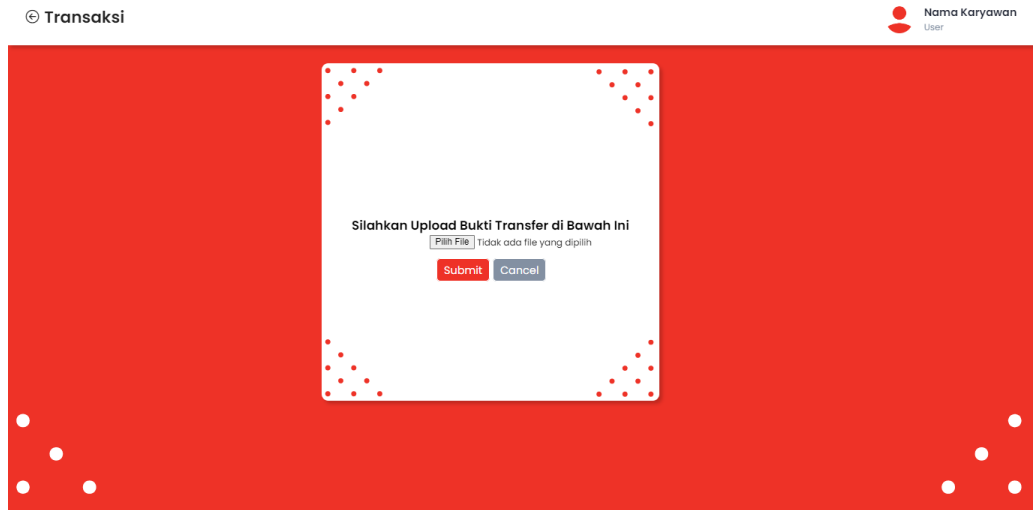 Transaksi
Nama Karyawan
User
Silahkan Upload Bukti Transfer di Bawah Ini
Pilih File Tidak ada file yang dipilih
Submit Cancel